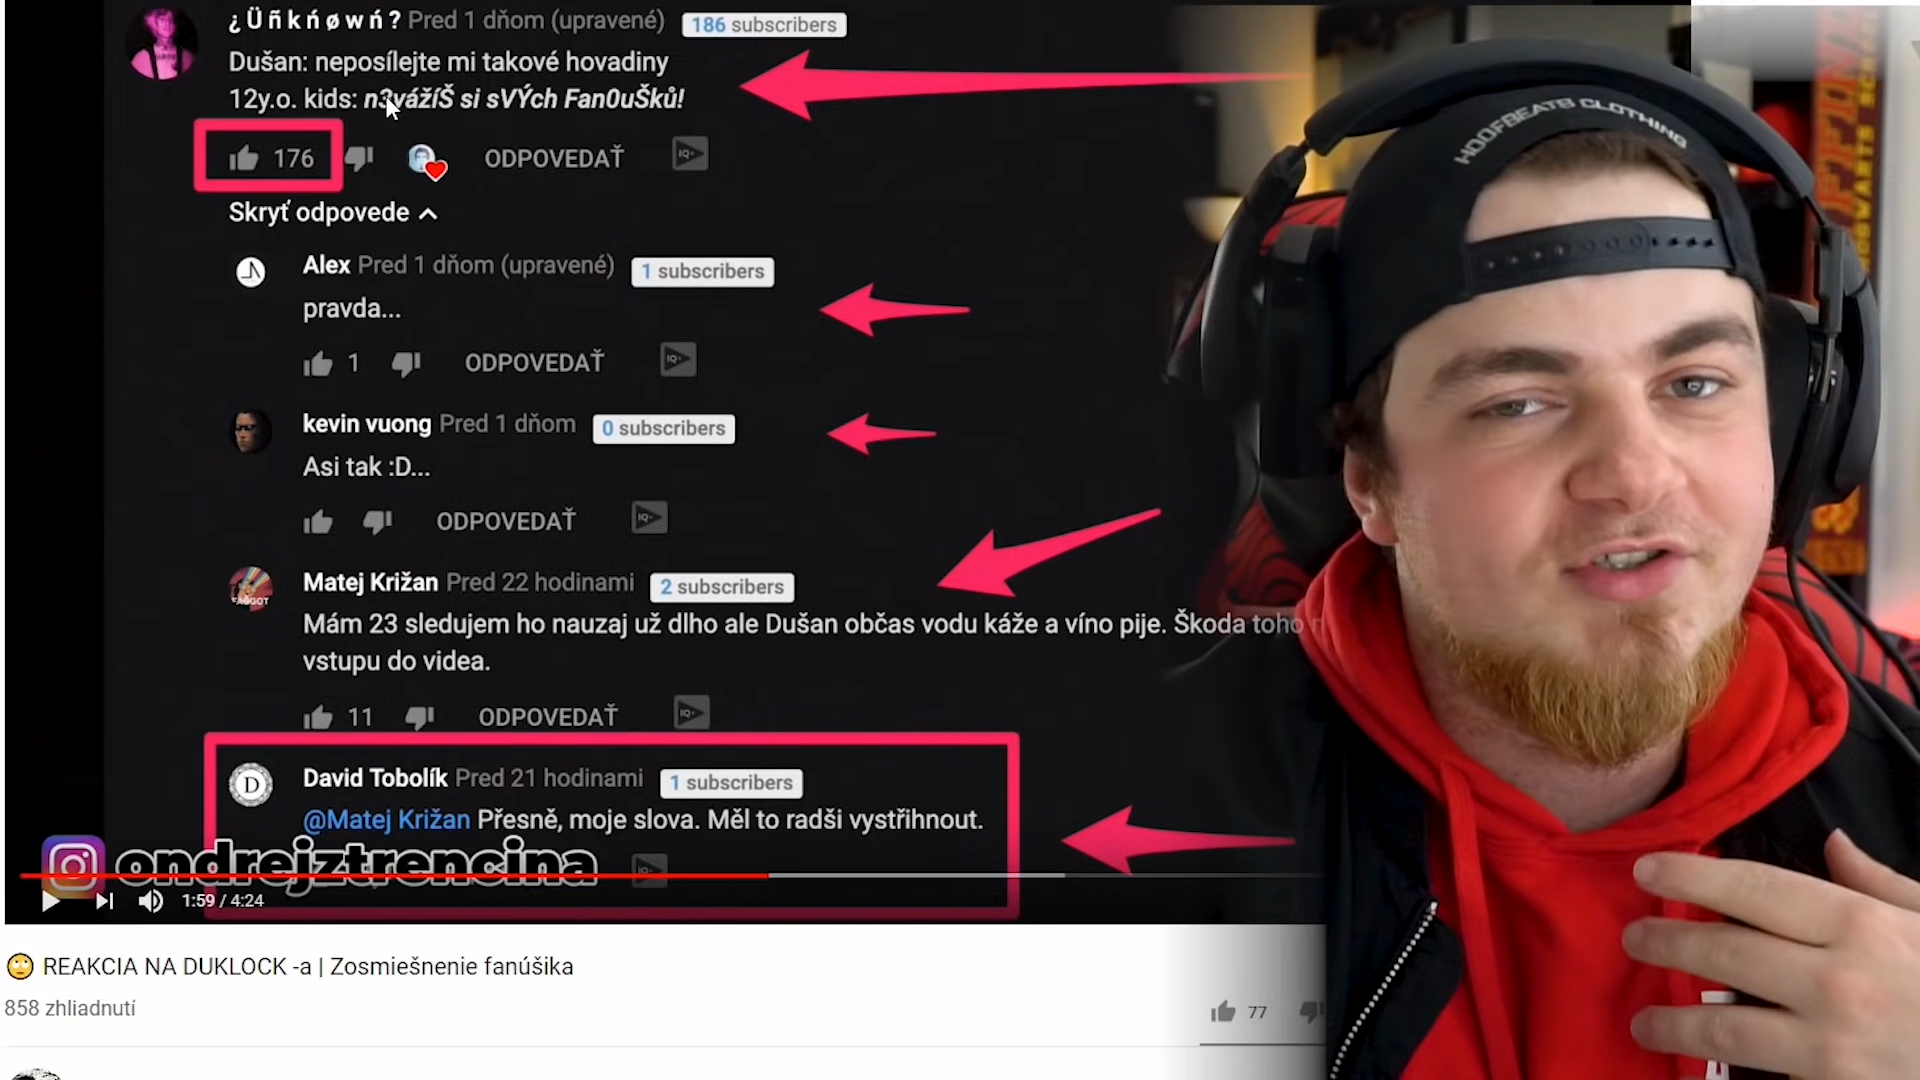 ¿ Ü ñ k ń ø w ń ? Pred 1 dňom (upravené) 186 subscribers
Dušan: neposílejte mi takové hovadiny
12y.o. kids: n3vážíŠ si sVÝch Fan0uŠků!
176 ODPOVEDAŤ IQ+
Skryť odpovede
Alex Pred 1 dňom (upravené) 1 subscribers
pravda...
1 ODPOVEDAŤ IQ+
kevin vuong Pred 1 dňom 0 subscribers
Asi tak :D...
ODPOVEDAŤ IQ+
Matej Križan Pred 22 hodinami 2 subscribers
Mám 23 sledujem ho nauzaj už dlho ale Dušan občas vodu káže a víno pije. Škoda toho
vstupu do videa.
11 ODPOVEDAŤ IQ+
D David Tobolík Pred 21 hodinami 1 subscribers
@Matej Križan Přesně, moje slova. Měl to radši vystřihnout.
ondrejztrencina
1:59 / 4:24
REAKCIA NA DUKLOCK -a | Zosmiešnenie fanúšika
858 zhliadnutí
77
HOOFBEATS CLOTHING